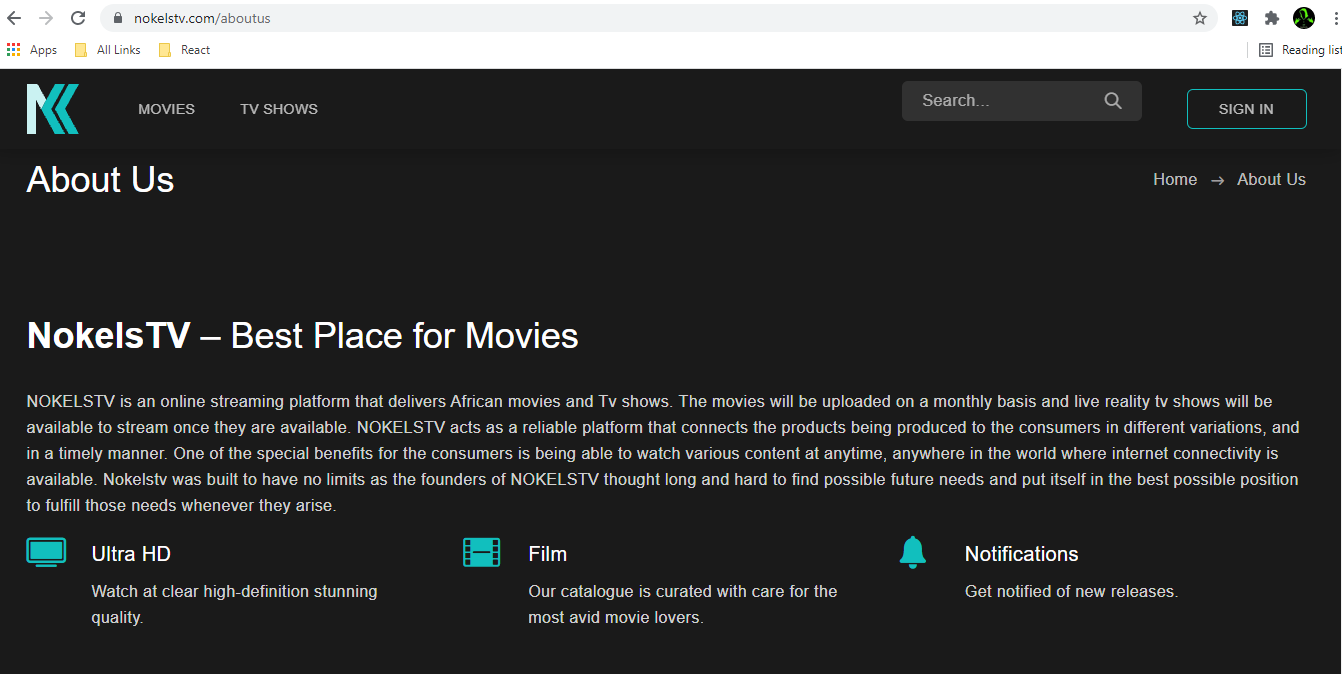 nokelstv.com/aboutus
Apps All Links React Reading list
MOVIES TV SHOWS Search... SIGN IN
About Us Home → About Us
NokelsTV – Best Place for Movies
NOKELSTV is an online streaming platform that delivers African movies and Tv shows. The movies will be uploaded on a monthly basis and live reality tv shows will be
available to stream once they are available. NOKELSTV acts as a reliable platform that connects the products being produced to the consumers in different variations, and
in a timely manner. One of the special benefits for the consumers is being able to watch various content at anytime, anywhere in the world where internet connectivity is
available. Nokelstv was built to have no limits as the founders of NOKELSTV thought long and hard to find possible future needs and put itself in the best possible position
to fulfill those needs whenever they arise.
Ultra HD
Watch at clear high-definition stunning
quality.
Film
Our catalogue is curated with care for the
most avid movie lovers.
Notifications
Get notified of new releases.